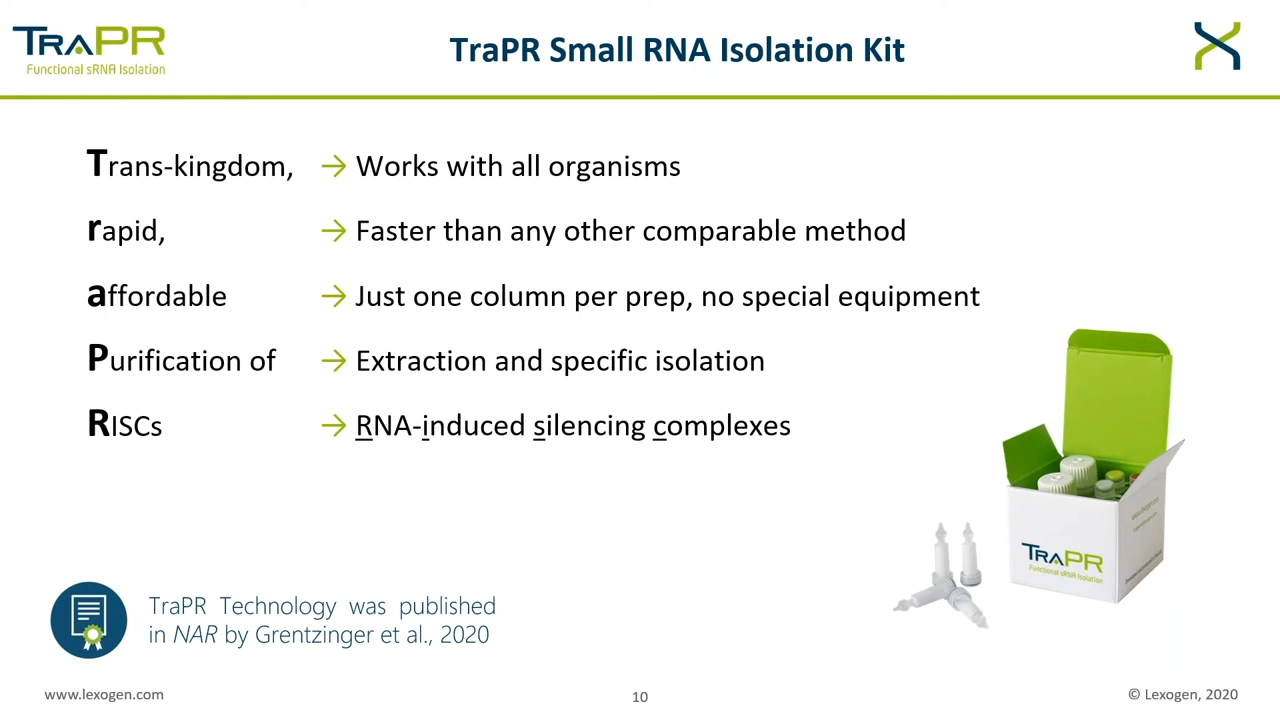 TRAPR
Functional sRNA Isolation
TraPR Small RNA Isolation Kit
Trans-kingdom, → Works with all organisms
rapid, → Faster than any other comparable method
affordable → Just one column per prep, no special equipment
Purification of → Extraction and specific isolation
RISCs → RNA-induced silencing complexes
TRAPR
Functional sRNA Isolation
TraPR Technology was published
in NAR by Grentzinger et al., 2020
www.lexogen.com
10
© Lexogen, 2020